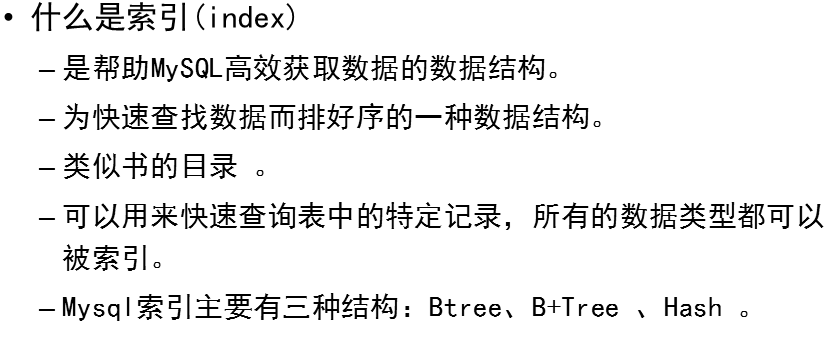 • 什么是索引(index)
– 是帮助MySQL高效获取数据的数据结构。
– 为快速查找数据而排好序的一种数据结构。
– 类似书的目录 。
– 可以用来快速查询表中的特定记录，所有的数据类型都可以
被索引。
– Mysql索引主要有三种结构：Btree、B+Tree 、Hash 。